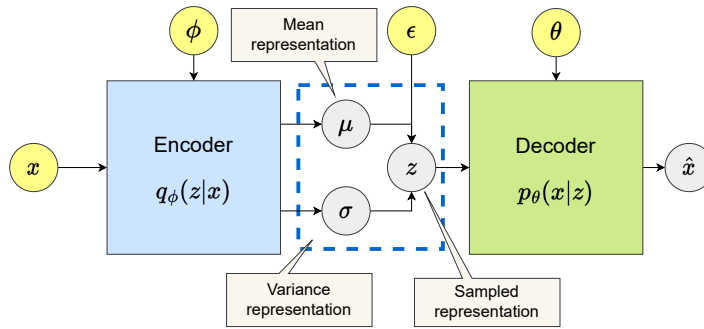 Mean
representation
ϕ
ϵ
θ
x
Encoder
qϕ(z|x)
μ
σ
z
Decoder
pθ(x|z)
x̂
Variance
representation
Sampled
representation